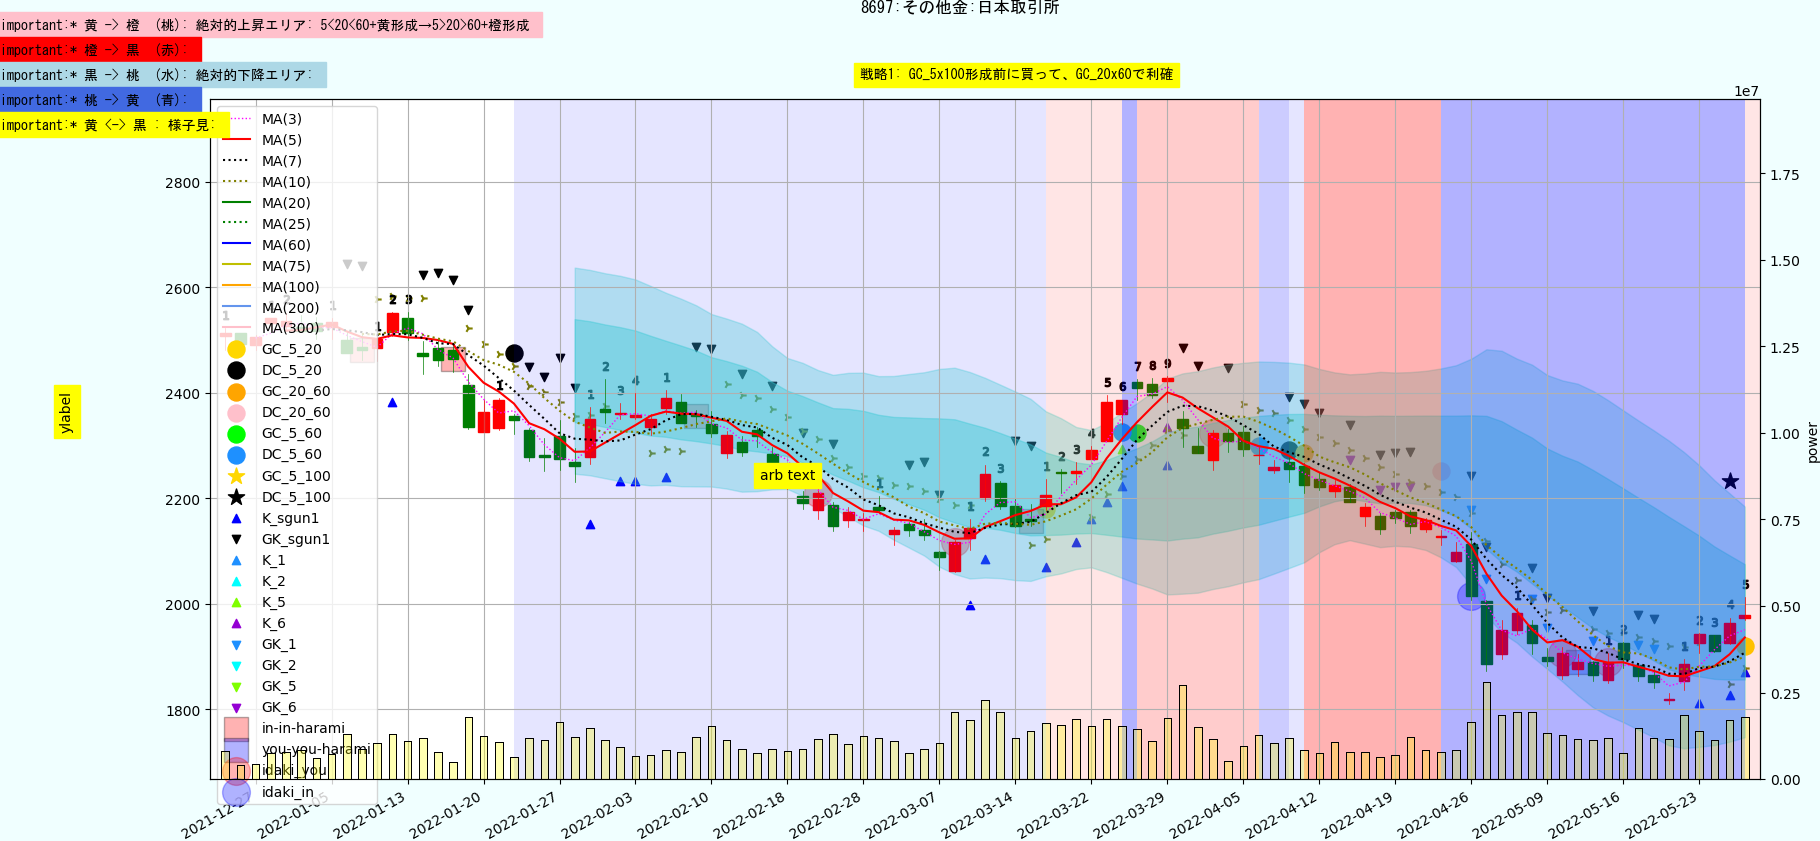 8697:その他金:日本取引所
important:* 黄 -> 橙 (桃): 絶対的上昇エリア: 5<20<60+黄形成→5>20>60+橙形成
important:* 橙 -> 黒 (赤):
important:* 黒 -> 桃 (水): 絶対的下降エリア:
important:* 桃 -> 黄 (青):
important:* 黄 <-> 黒 : 様子見:
戦略1: GC_5x100形成前に買って、GC_20x60で利確
1e7
MA(3)
MA(5)
MA(7)
MA(10)
MA(20)
MA(25)
MA(60)
MA(75)
MA(100)
MA(200)
MA(300)
GC_5_20
DC_5_20
GC_20_60
DC_20_60
GC_5_60
DC_5_60
GC_5_100
DC_5_100
K_sgun1
GK_sgun1
K_1
K_2
K_5
K_6
GK_1
GK_2
GK_5
GK_6
in-in-harami
you-you-harami
idaki_you
idaki_in
2800
2600
2400
2200
2000
1800
ylabel
arb text
1.75
1.50
1.25
1.00
0.75
0.50
0.25
0.00
power
2021-12-27
2022-01-05
2022-01-13
2022-01-20
2022-01-27
2022-02-03
2022-02-10
2022-02-18
2022-02-28
2022-03-07
2022-03-14
2022-03-22
2022-03-29
2022-04-05
2022-04-12
2022-04-19
2022-04-26
2022-05-09
2022-05-16
2022-05-23